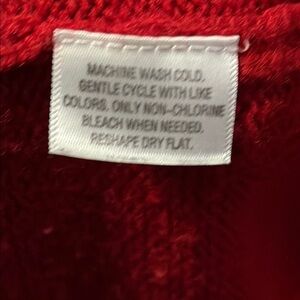 MACHINE WASH COLD.
GENTLE CYCLE WITH LIKE
COLORS. ONLY NON-CHLORINE
BLEACH WHEN NEEDED.
RESHAPE DRY FLAT.